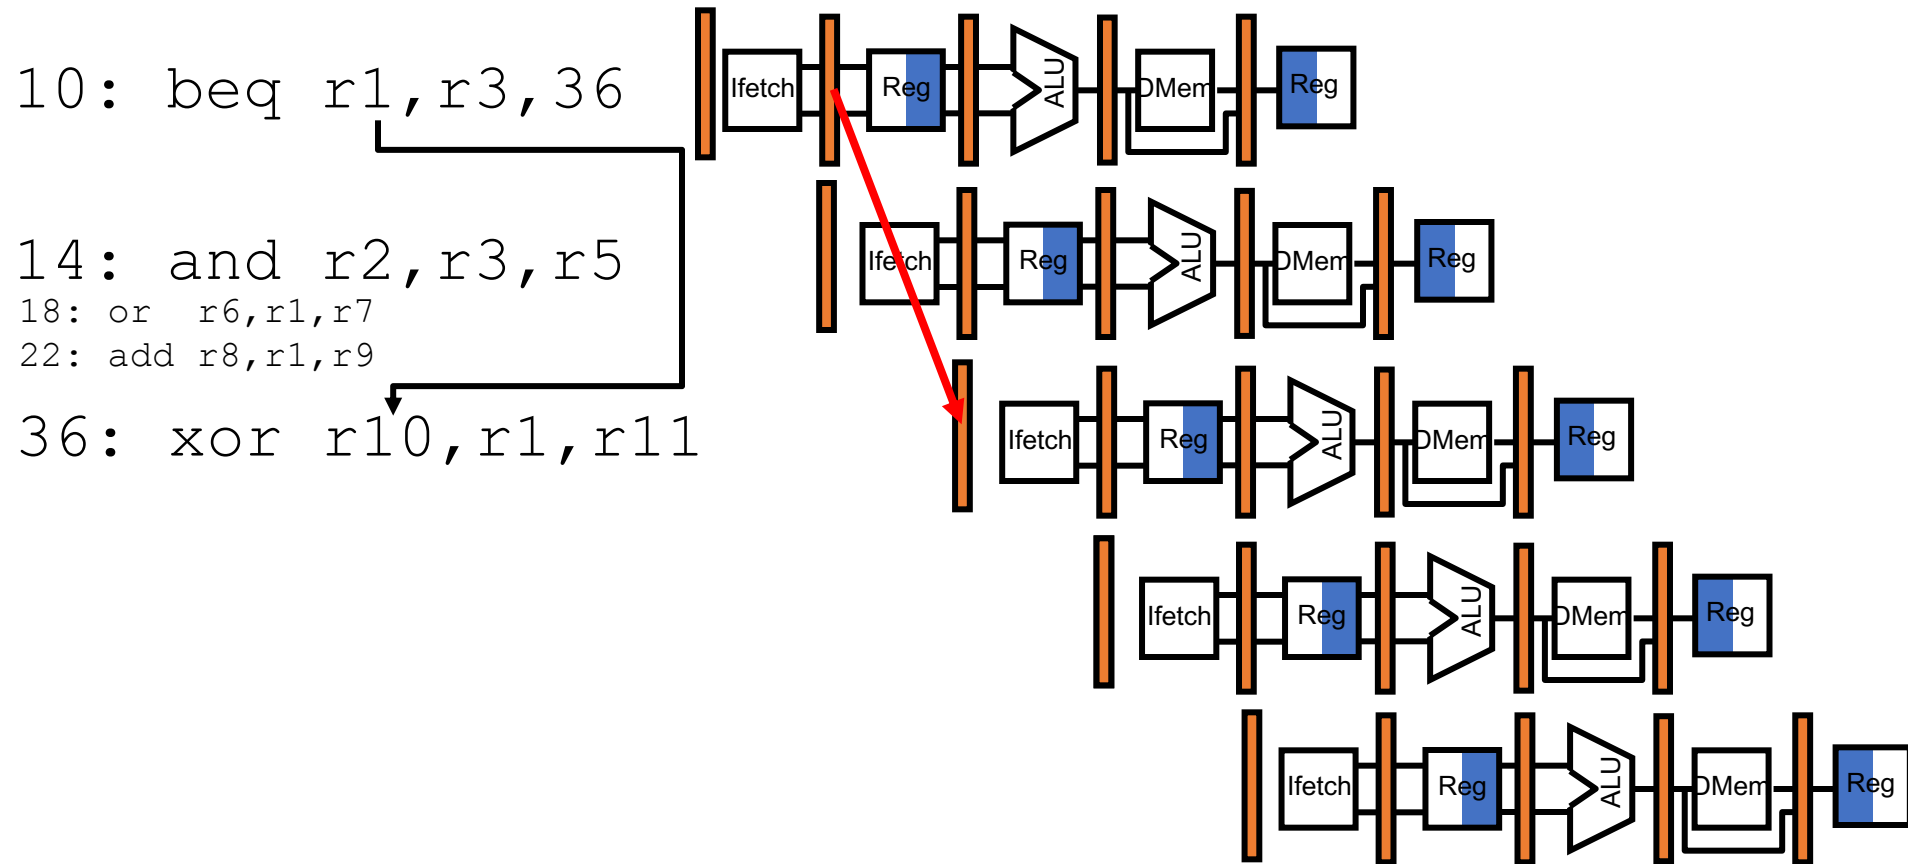 10: beq r1,r3,36
14: and r2,r3,r5
18: or  r6,r1,r7
22: add r8,r1,r9
36: xor r10,r1,r11
Ifetch Reg ALU DMem Reg
Ifetch Reg ALU DMem Reg
Ifetch Reg ALU DMem Reg
Ifetch Reg ALU DMem Reg
Ifetch Reg ALU DMem Reg